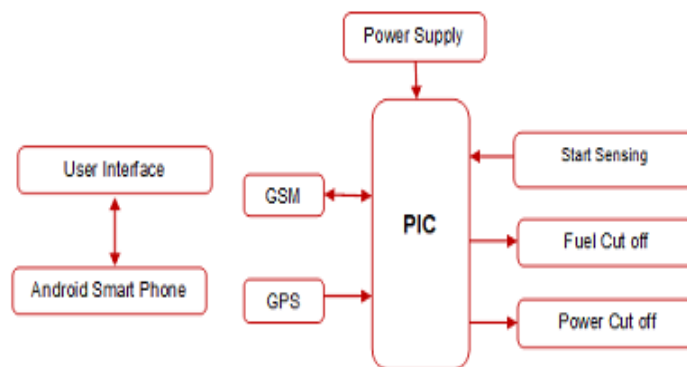 Power Supply
User Interface
Android Smart Phone
GSM
GPS
PIC
Start Sensing
Fuel Cut off
Power Cut off